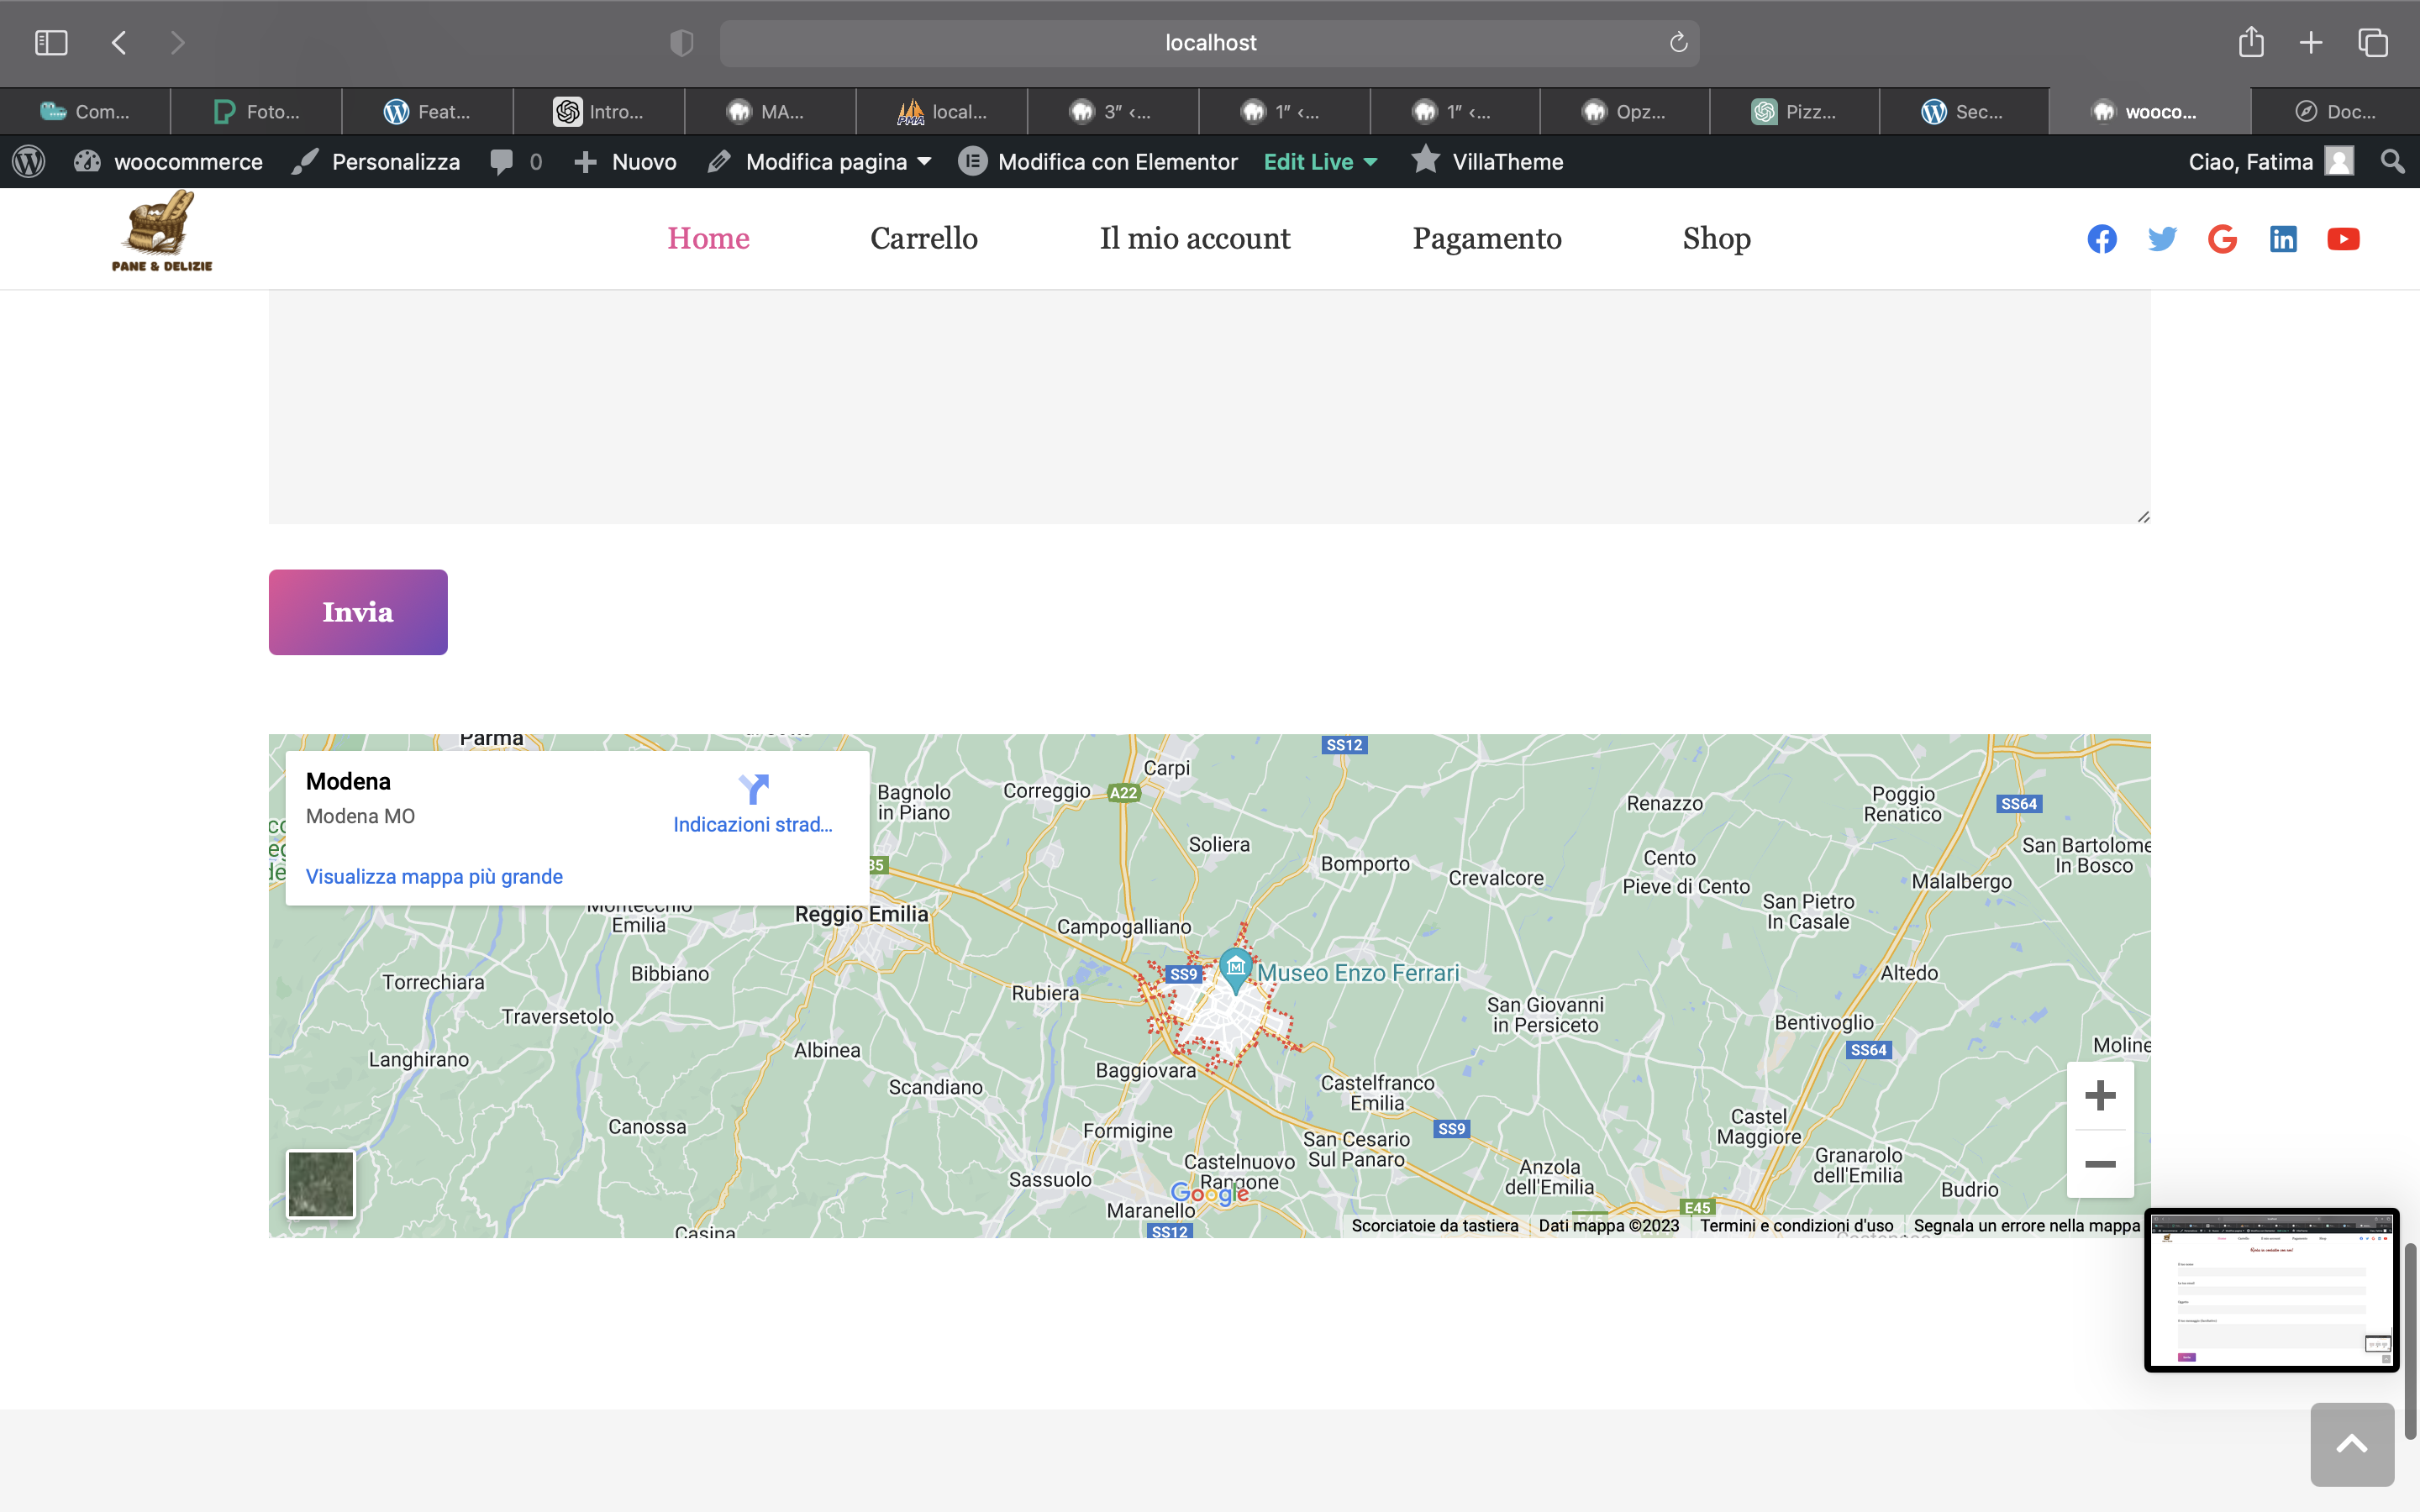 localhost
Com...
Foto...
Feat...
Intro...
MA...
local...
3" <...
1" <...
1" <...
Opz...
Pizz...
Sec...
wooco...
Doc...
woocommerce
Personalizza
0
Nuovo
Modifica pagina
Modifica con Elementor
Edit Live
VillaTheme
Ciao, Fatima
PANE & DELIZIE
Home
Carrello
Il mio account
Pagamento
Shop
Invia
Parma
SS12
Modena
Modena MO
Indicazioni strad...
Visualizza mappa più grande
Carpi
Bagnolo
in Piano
Correggio
A22
Renazzo
Poggio
Renatico
SS64
Soliera
Bomporto
Crevalcore
Cento
Pieve di Cento
San Bartolome
In Bosco
Malalbergo
San Pietro
In Casale
Montecchio
Emilia
Reggio Emilia
Campogalliano
SS9
Museo Enzo Ferrari
Altedo
Torrechiara
Bibbiano
Rubiera
San Giovanni
in Persiceto
Traversetolo
Bentivoglio
Moline
Langhirano
Albinea
SS64
Baggiovara
Scandiano
Castelfranco
Emilia
Canossa
Formigine
SS9
Castel
Maggiore
San Cesario
Sul Panaro
Granarolo
dell'Emilia
Sassuolo
Castelnuovo
Rangone
Anzola
dell'Emilia
Budrio
Google
Maranello
E45
Casina
SS12
Scorciatoie da tastiera
Dati mappa ©2023
Termini e condizioni d'uso
Segnala un errore nella mappa